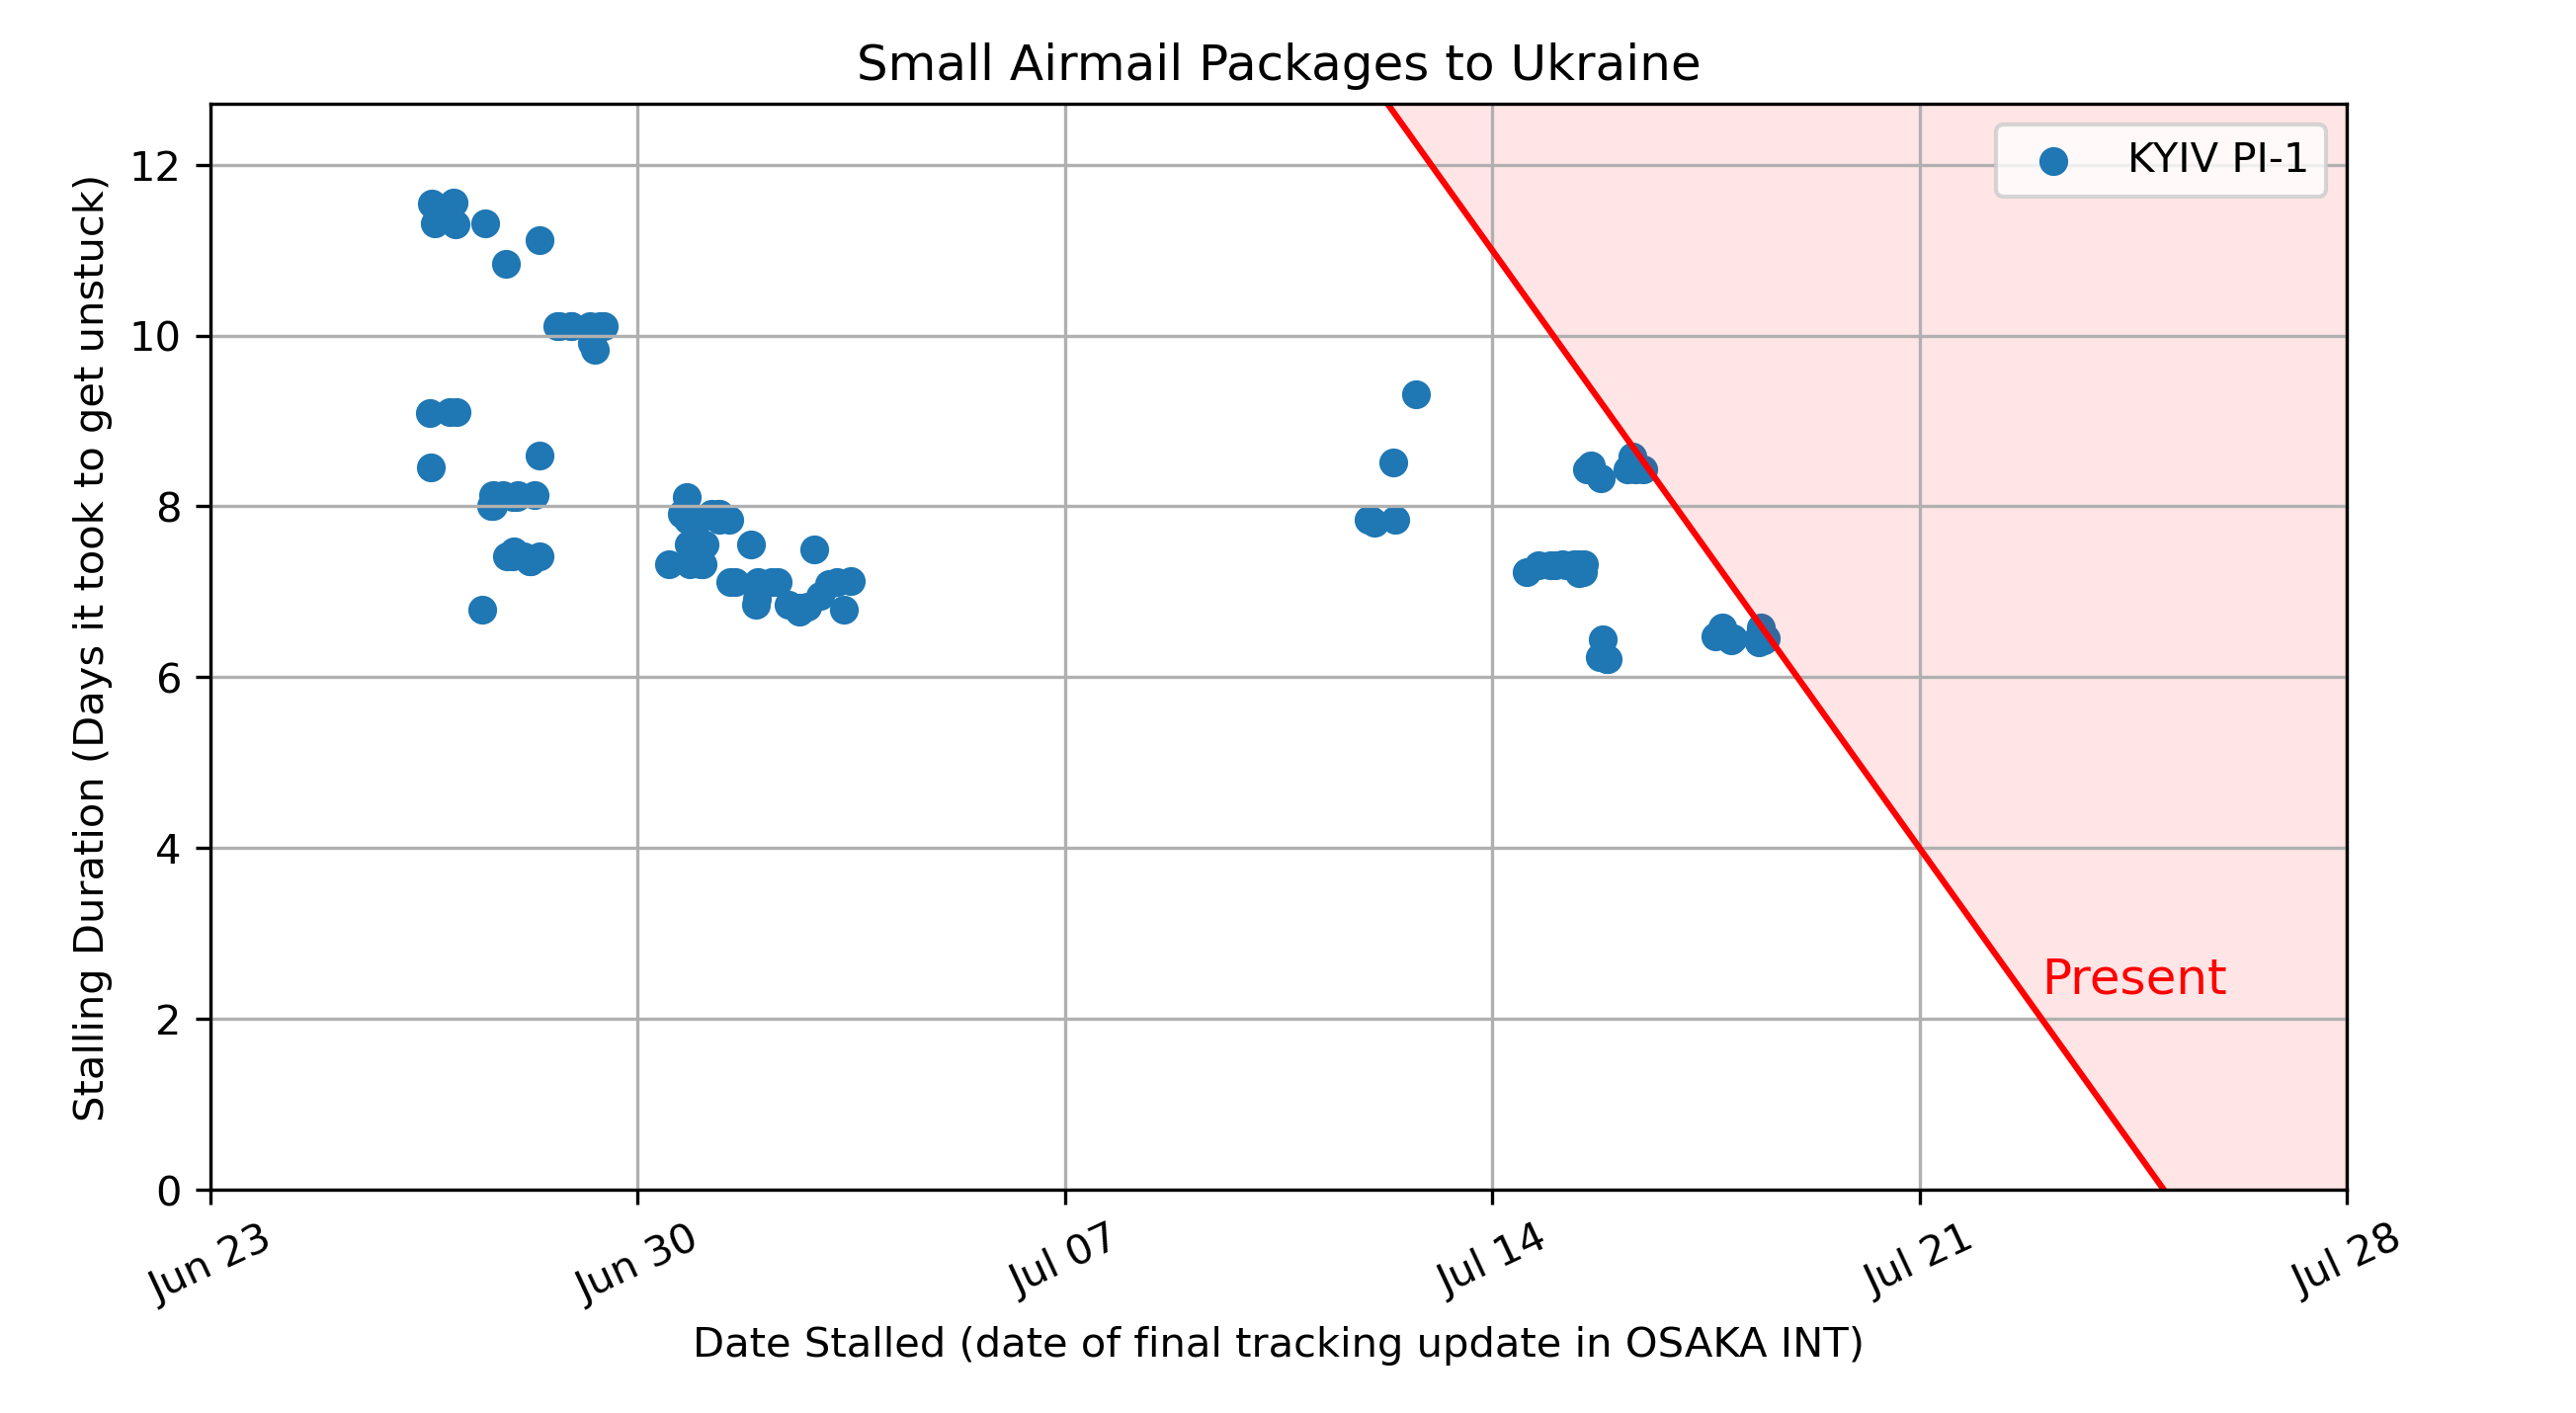 Small Airmail Packages to Ukraine
KYIV PI-1
Stalling Duration (Days it took to get unstuck)
12
10
8
6
4
2
0
Present
Jun 23
Jun 30
Jul 07
Jul 14
Jul 21
Jul 28
Date Stalled (date of final tracking update in OSAKA INT)